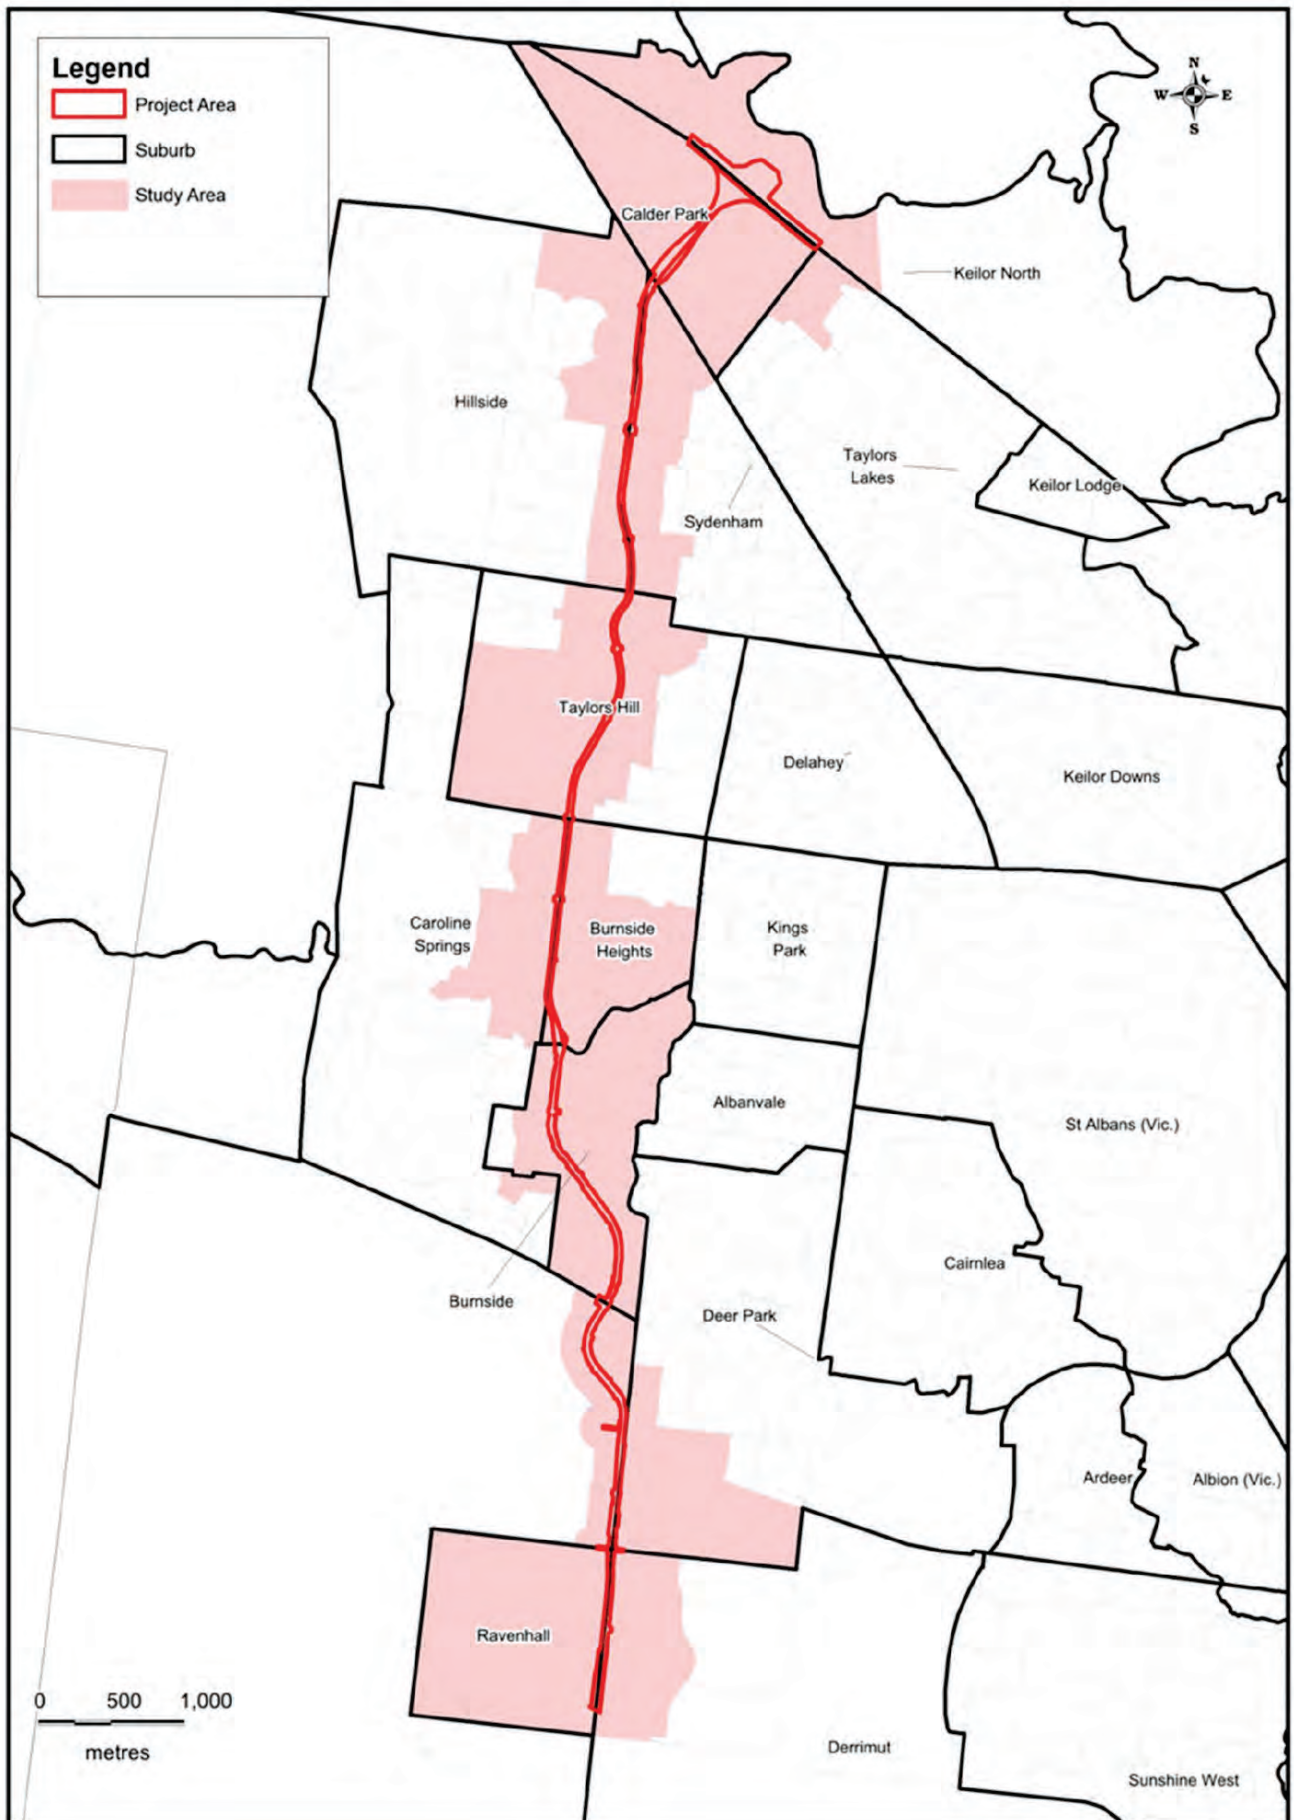 Legend
Project Area
Suburb
Study Area
N
W E
S
Calder Park
Keilor North
Hillside
Taylors
Lakes
Keilor Lodge
Sydenham
Taylors Hill
Delahey
Keilor Downs
Caroline
Springs
Burnside
Heights
Kings
Park
Albanvale
St Albans (Vic.)
Cairnlea
Burnside
Deer Park
Ardeer
Albion (Vic.)
Ravenhall
0 500 1,000
metres
Derrimut
Sunshine West